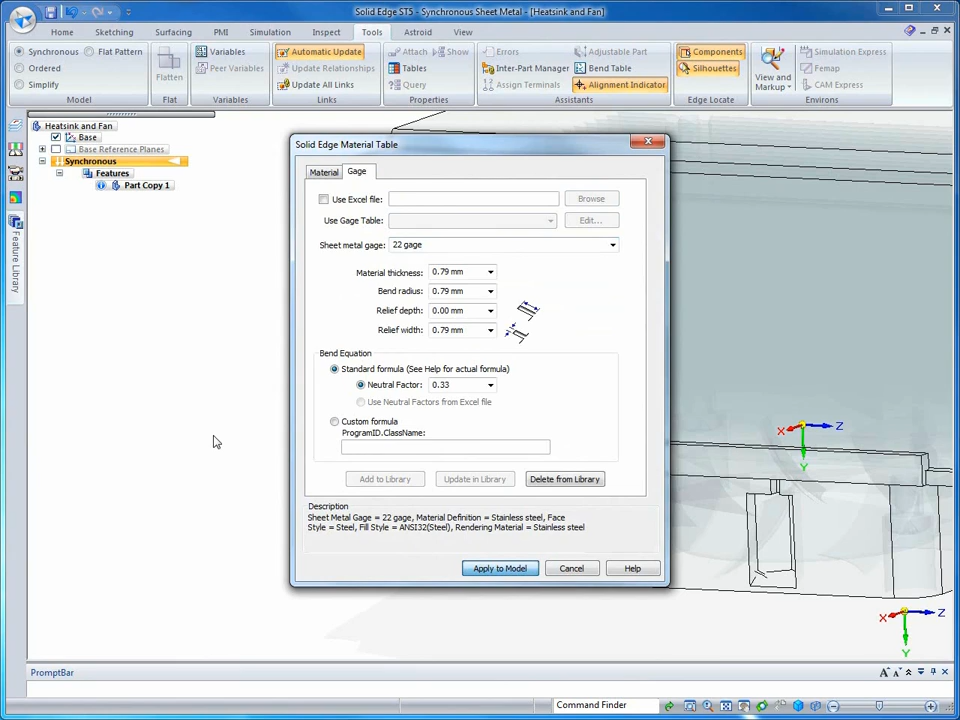 Solid Edge ST5 - Synchronous Sheet Metal - [Heatsink and Fan]
Home Sketching Surfacing PMI Simulation Inspect Tools Astroid View
Synchronous Flat Pattern
Ordered
Simplify
Model
Flatten
Flat
Variables
Peer Variables
Variables
Automatic Update
Update Relationships
Update All Links
Links
Attach Show
Tables
Query
Properties
Errors
Inter-Part Manager
Assign Terminals
Adjustable Part
Bend Table
Alignment Indicator
Assistants
Components
Silhouettes
Edge Locate
View and
Markup
Simulation Express
Femap
CAM Express
Environs
Feature Library
Heatsink and Fan
Base
Base Reference Planes
Synchronous
Features
Part Copy 1
Solid Edge Material Table
Material Gage
Use Excel file: Browse
Use Gage Table: Edit...
Sheet metal gage: 22 gage
Material thickness: 0.79 mm
Bend radius: 0.79 mm
Relief depth: 0.00 mm
Relief width: 0.79 mm
Bend Equation
Standard formula (See Help for actual formula)
Neutral Factor: 0.33
Use Neutral Factors from Excel file
Custom formula
ProgramID.ClassName:
Add to Library Update in Library Delete from Library
Description
Sheet Metal Gage = 22 gage, Material Definition = Stainless steel, Face
Style = Steel, Fill Style = ANSI32(Steel), Rendering Material = Stainless steel
Apply to Model Cancel Help
X Z
Y
X Z
Y
PromptBar
Command Finder